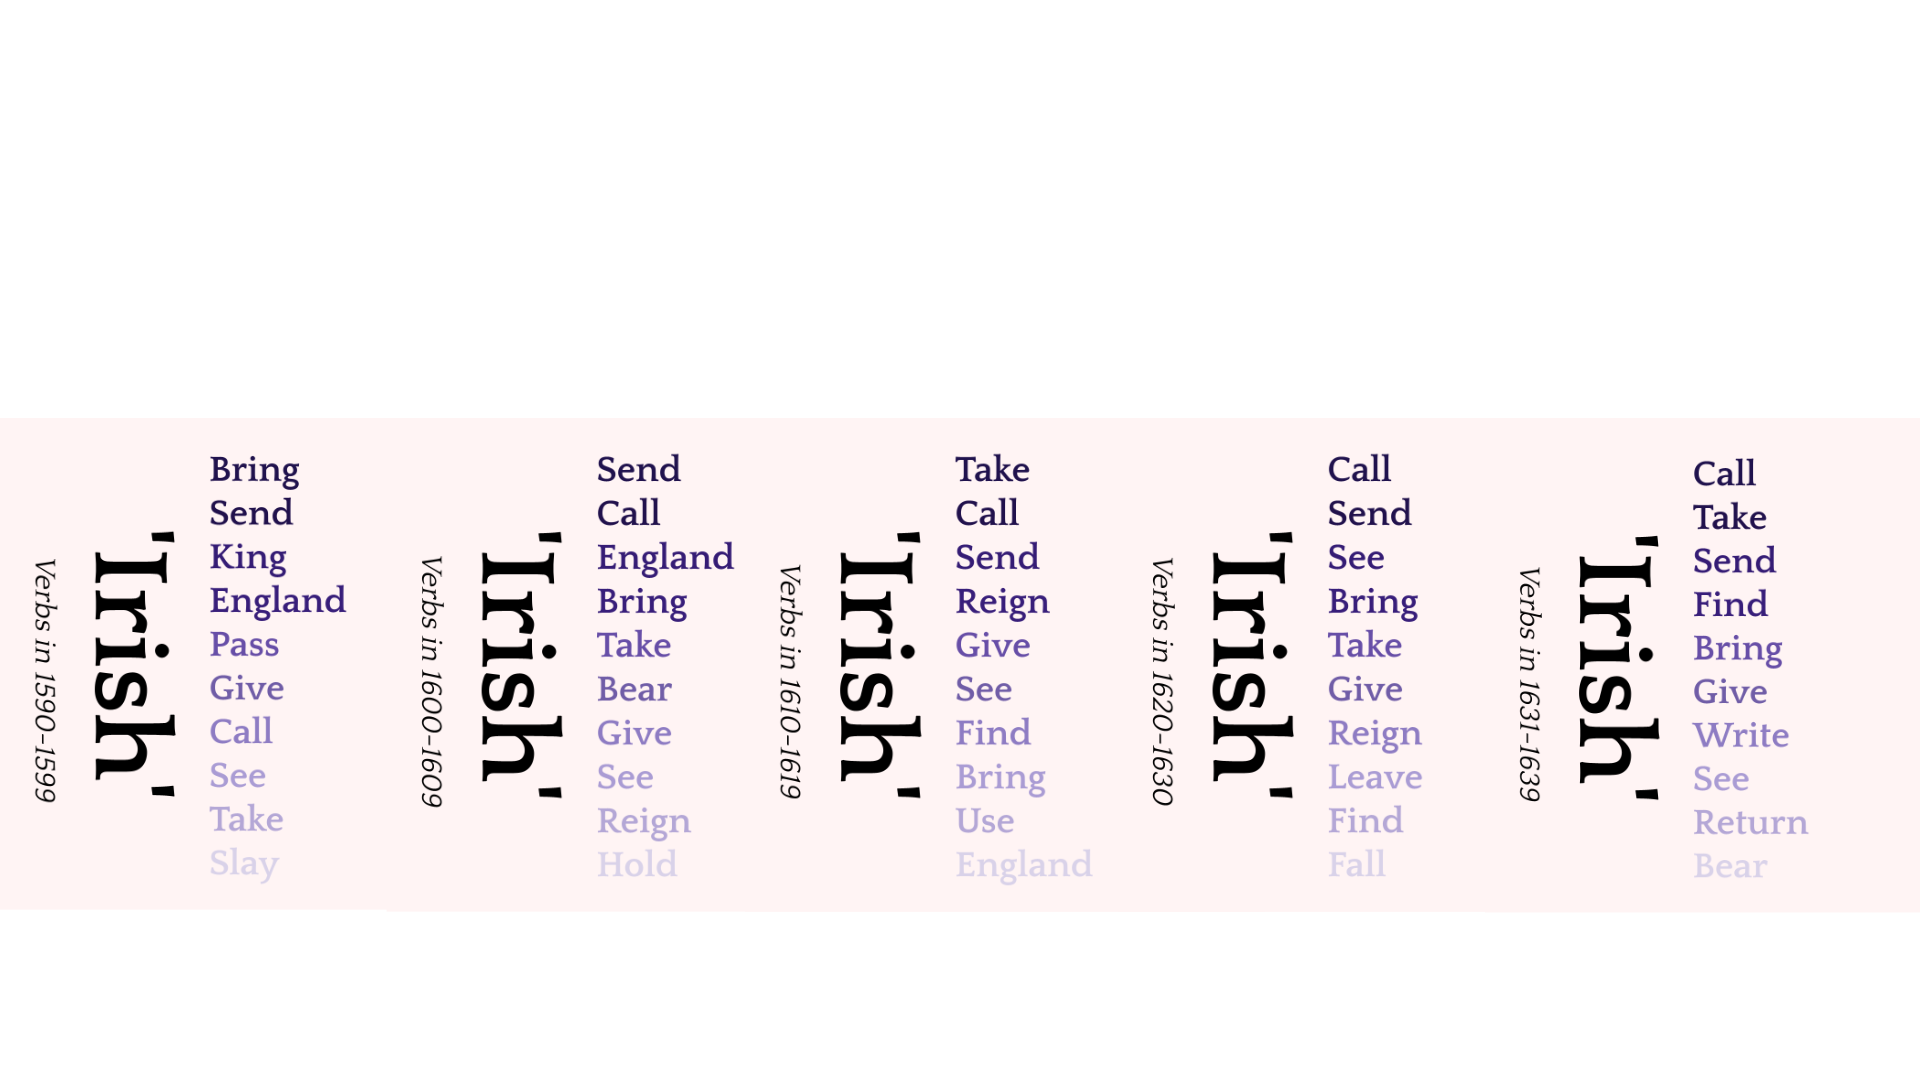 Verbs in 1590-1599
'Irish'
Bring
Send
King
England
Pass
Give
Call
See
Take
Slay
Verbs in 1600-1609
'Irish'
Send
Call
England
Bring
Take
Bear
Give
See
Reign
Hold
Verbs in 1610-1619
'Irish'
Take
Call
Send
Reign
Give
See
Find
Bring
Use
England
Verbs in 1620-1630
'Irish'
Call
Send
See
Bring
Take
Give
Reign
Leave
Find
Fall
Verbs in 1631-1639
'Irish'
Call
Take
Send
Find
Bring
Give
Write
See
Return
Bear